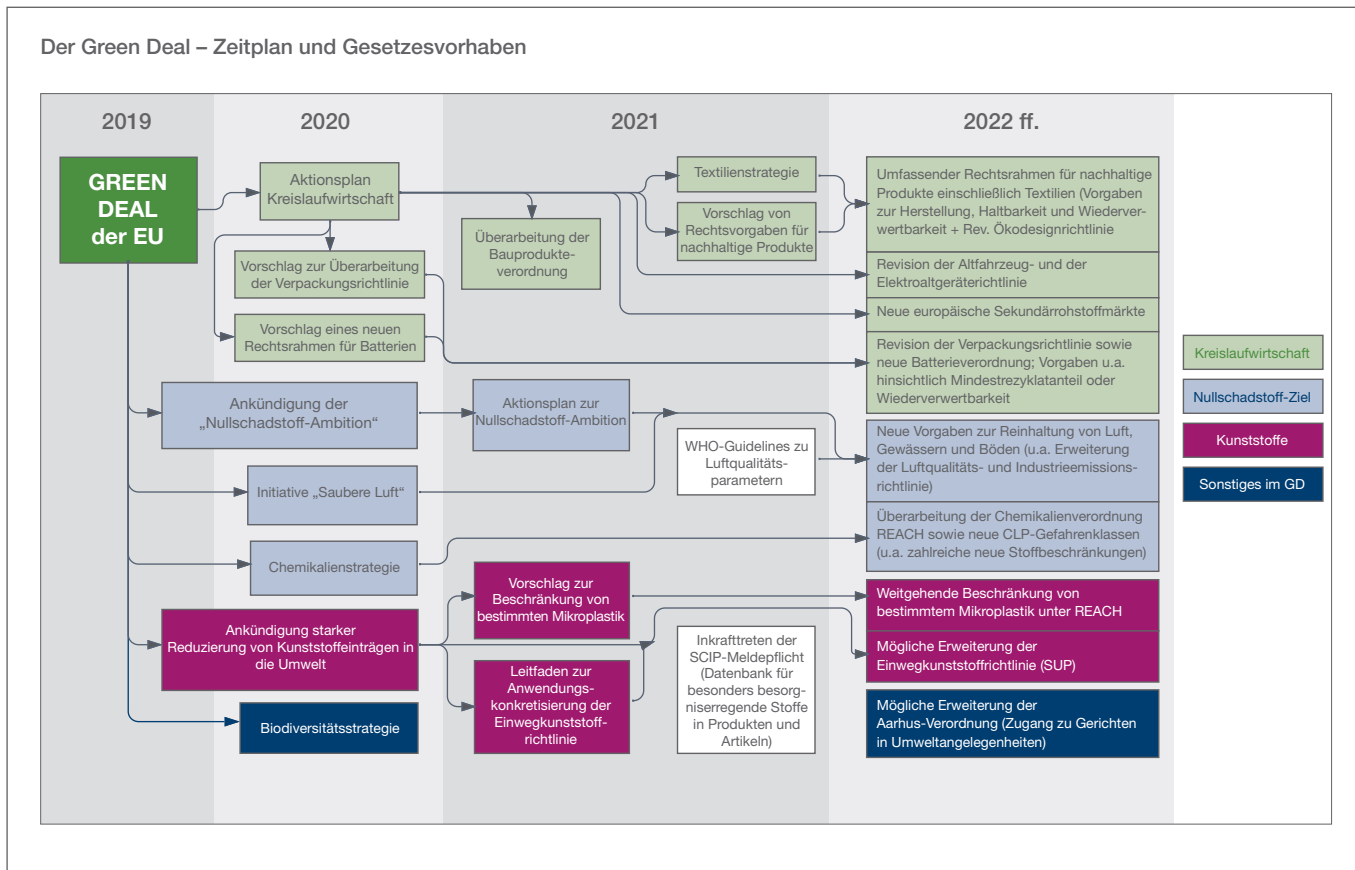 Der Green Deal – Zeitplan und Gesetzesvorhaben
2019
2020
2021
2022 ff.
GREEN
DEAL
der EU
Aktionsplan
Kreislaufwirtschaft
Vorschlag zur Überarbeitung
der Verpackungsrichtlinie
Vorschlag eines neuen
Rechtsrahmen für Batterien
Überarbeitung der
Bauprodukte-
verordnung
Textilienstrategie
Vorschlag von
Rechtsvorgaben für
nachhaltige Produkte
Umfassender Rechtsrahmen für nachhaltige
Produkte einschließlich Textilien (Vorgaben
zur Herstellung, Haltbarkeit und Wiederver-
wertbarkeit + Rev. Ökodesignrichtlinie
Revision der Altfahrzeug- und der
Elektroaltgeräterichtlinie
Neue europäische Sekundärrohstoffmärkte
Revision der Verpackungsrichtlinie sowie
neue Batterieverordnung; Vorgaben u.a.
hinsichtlich Mindestrezyklatanteil oder
Wiederverwertbarkeit
Ankündigung der
„Nullschadstoff-Ambition“
Aktionsplan zur
Nullschadstoff-Ambition
Initiative „Saubere Luft“
WHO-Guidelines zu
Luftqualitäts-
parametern
Neue Vorgaben zur Reinhaltung von Luft,
Gewässern und Böden (u.a. Erweiterung
der Luftqualitäts- und Industrieemissions-
richtlinie)
Chemikalienstrategie
Überarbeitung der Chemikalienverordnung
REACH sowie neue CLP-Gefahrenklassen
(u.a. zahlreiche neue Stoffbeschränkungen)
Ankündigung starker
Reduzierung von Kunststoffeinträgen in
die Umwelt
Vorschlag zur
Beschränkung von
bestimmten Mikroplastik
Leitfaden zur
Anwendungs-
konkretisierung der
Einwegkunststoff-
richtlinie
Inkrafttreten der
SCIP-Meldepflicht
(Datenbank für
besonders besorg-
niserregende Stoffe
in Produkten und
Artikeln)
Weitgehende Beschränkung von
bestimmtem Mikroplastik unter REACH
Mögliche Erweiterung der
Einwegkunststoffrichtlinie (SUP)
Biodiversitätsstrategie
Mögliche Erweiterung der
Aarhus-Verordnung (Zugang zu Gerichten
in Umweltangelegenheiten)
Kreislaufwirtschaft
Nullschadstoff-Ziel
Kunststoffe
Sonstiges im GD